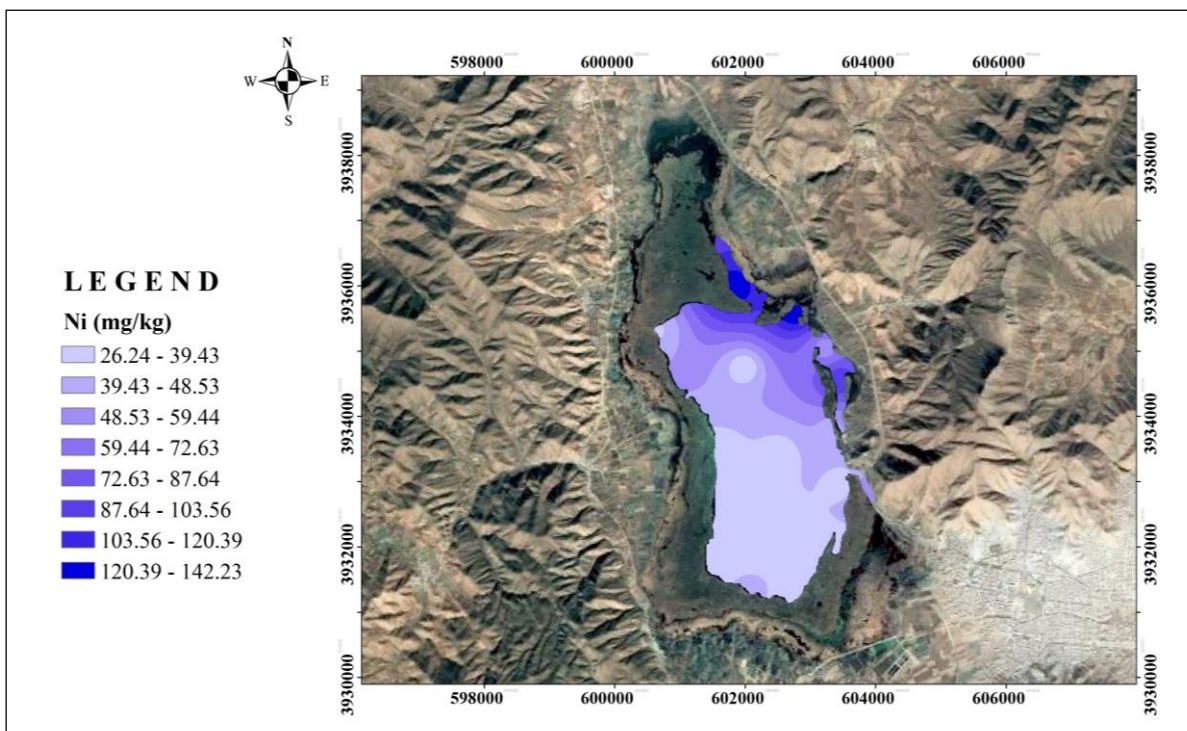 N
W E
S
598000 600000 602000 604000 606000
3938000 3938000
3936000 3936000
3934000 3934000
3932000 3932000
3930000 3930000
598000 600000 602000 604000 606000
LEGEND
Ni (mg/kg)
26.24 - 39.43
39.43 - 48.53
48.53 - 59.44
59.44 - 72.63
72.63 - 87.64
87.64 - 103.56
103.56 - 120.39
120.39 - 142.23